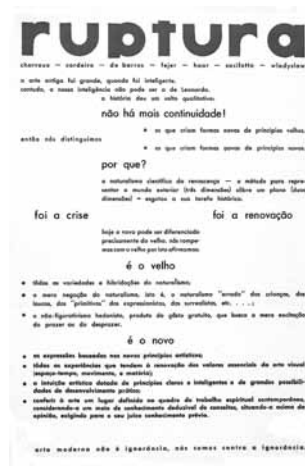 ruptura
charroux — cordeiro — de barros — fejer — haar — sacilotto — wladyslaw
a arte antiga foi grande, quando foi inteligente.
contudo, a nossa inteligência não pode ser a de Leonardo.
a história deu um salto qualitativo:
não há mais continuidade!
• os que criam formas novas de princípios velhos.
então nós distinguimos
• os que criam formas novas de princípios novos.
por que?
o naturalismo científico da renascença — o método para repre-
sentar o mundo exterior (três dimensões) sôbre um plano (duas
dimensões) — esgotou a sua tarefa histórica.
foi a crise foi a renovação
hoje o novo pode ser diferenciado
precisamente do velho. nós rompe-
mos com o velho por isto afirmamos:
é o velho
• tôdas as variedades e hibridações do naturalismo;
• a mera negação do naturalismo, isto é, o naturalismo "errado" das crianças, dos
loucos, dos "primitivos" dos expressionistas, dos surrealistas, etc. . . . ;
• o não-figurativismo hedonista, produto do gôsto gratuito, que busca a mera excitação
do prazer ou do desprazer.
é o novo
• as expressões baseadas nos novos princípios artísticos;
• tôdas as experiências que tendem à renovação dos valores essenciais da arte visual
(espaço-tempo, movimento, e matéria);
• a intuição artística dotada de princípios claros e inteligentes e de grandes possibili-
dades de desenvolvimento prático;
• conferir à arte um lugar definido no quadro do trabalho espiritual contemporâneo,
considerando-a um meio de conhecimento deduzível de conceitos, situando-a acima da
opinião, exigindo para o seu juízo conhecimento prévio.
arte moderna não é ignorância, nós somos contra a ignorância.